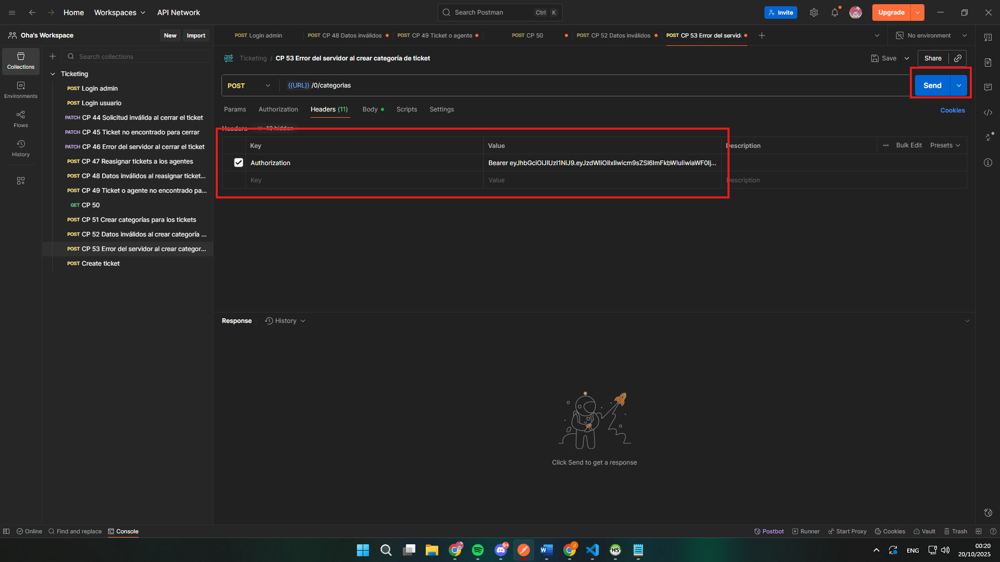 Home Workspaces API Network Search Postman Ctrl K Invite Upgrade
Oha's Workspace New Import
POST Login admin POST CP 48 Datos inválidos POST CP 49 Ticket o agente POST CP 50 POST CP 52 Datos inválidos POST CP 53 Error del servid No environment
Collections
Environments
Flows
History
Search collections
Ticketing
POST Login admin
POST Login usuario
PATCH CP 44 Solicitud inválida al cerrar el ticket
PATCH CP 45 Ticket no encontrado para cerrar
PATCH CP 46 Error del servidor al cerrar el ticket
POST CP 47 Reasignar tickets a los agentes
POST CP 48 Datos inválidos al reasignar ticket...
POST CP 49 Ticket o agente no encontrado pa...
GET CP 50
POST CP 51 Crear categorías para los tickets
POST CP 52 Datos inválidos al crear categoría ...
POST CP 53 Error del servidor al crear categor...
POST Create ticket
HTTP Ticketing / CP 53 Error del servidor al crear categoría de ticket Save Share
POST {{URL}} /0/categorias Send
Params Authorization Headers (11) Body Scripts Settings Cookies
Headers 10 hidden
Key Value Description Bulk Edit Presets
Authorization Bearer eyJhbGciOiJIUzI1NiJ9.eyJzdWIiOiIxIiwicm9sZSI6ImFkbWluIiwiaWF0Ij...
Key Value Description
Response History
Click Send to get a response
Online Find and replace Console Postbot Runner Start Proxy Cookies Vault Trash
9+ J W HS ENG 00:20
20/10/2025